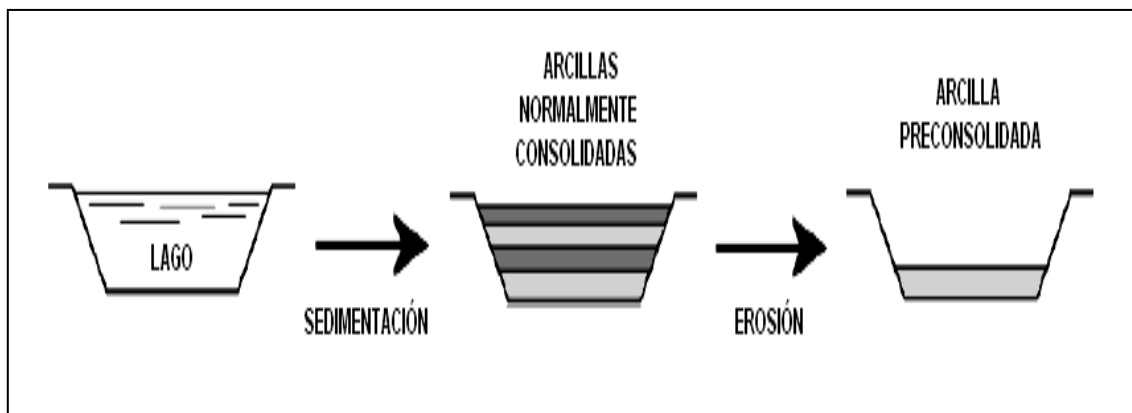 LAGO
SEDIMENTACIÓN
ARCILLAS
NORMALMENTE
CONSOLIDADAS
EROSIÓN
ARCILLA
PRECONSOLIDADA